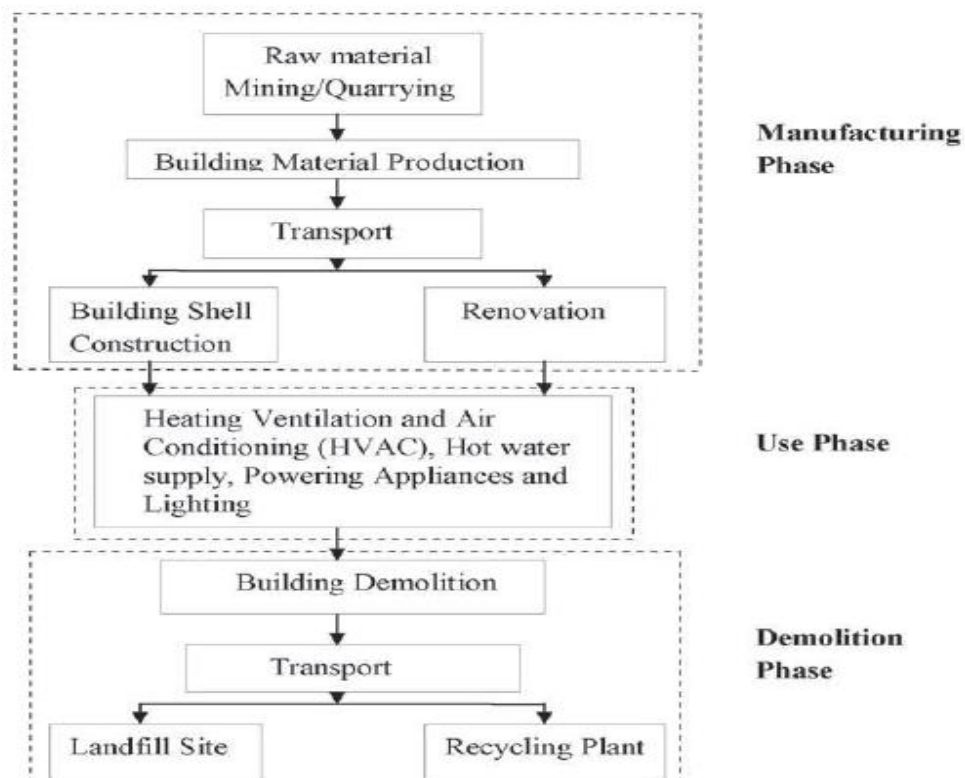 Raw material
Mining/Quarrying
Manufacturing
Phase
Building Material Production
Transport
Building Shell
Construction
Renovation
Heating Ventilation and Air
Conditioning (HVAC), Hot water
supply, Powering Appliances and
Lighting
Use Phase
Building Demolition
Demolition
Phase
Transport
Landfill Site
Recycling Plant